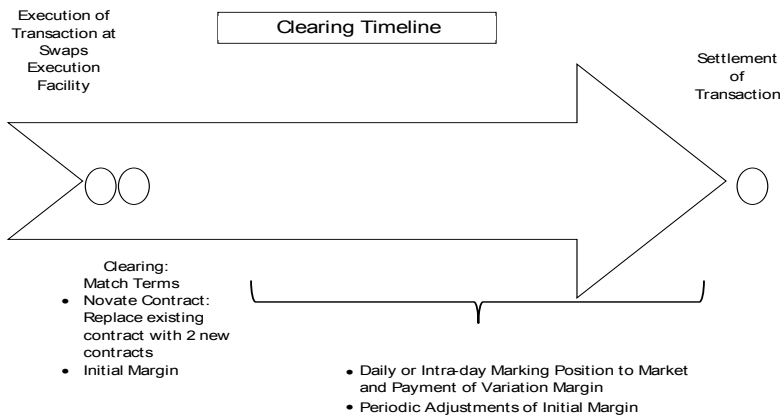 Execution of
Transaction at
Swaps
Execution
Facility
Clearing Timeline
Settlement
of
Transaction
Clearing:
Match Terms
• Novate Contract:
Replace existing
contract with 2 new
contracts
• Initial Margin
• Daily or Intra-day Marking Position to Market
and Payment of Variation Margin
• Periodic Adjustments of Initial Margin